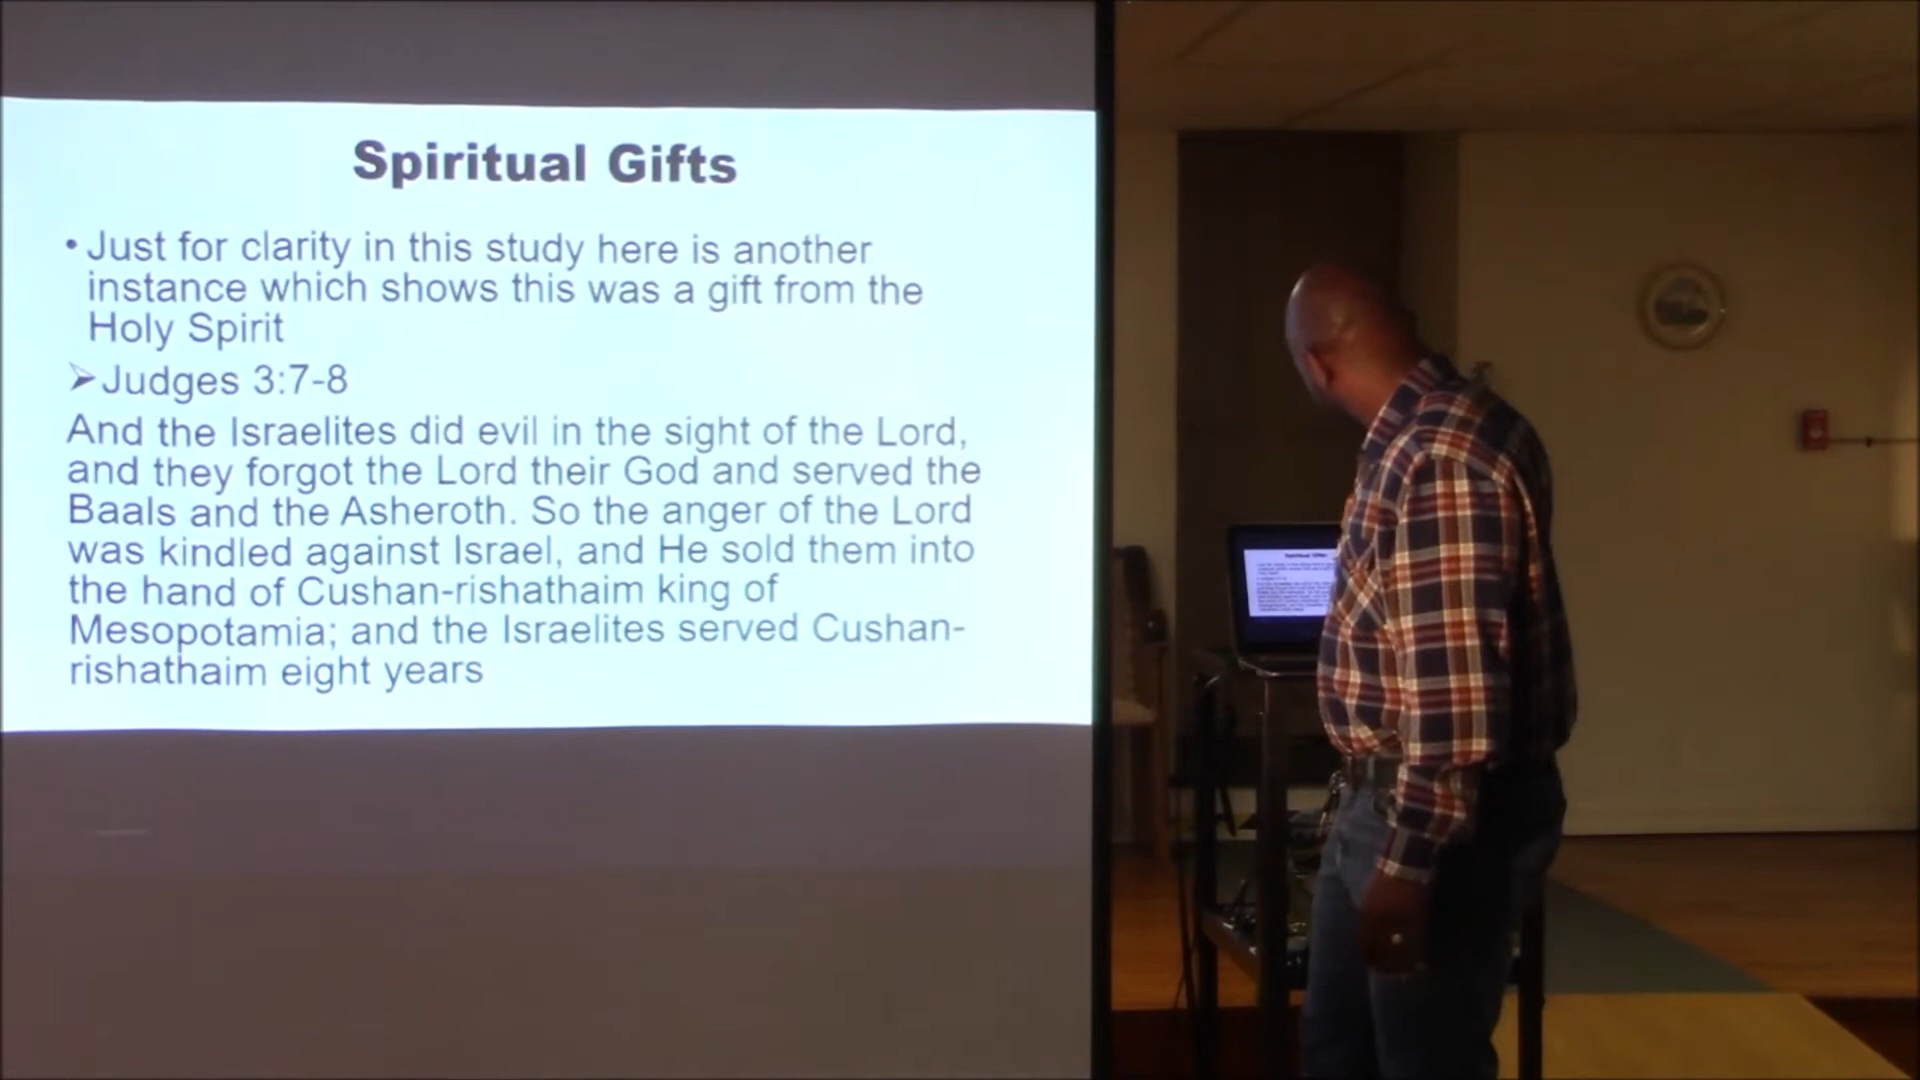 Spiritual Gifts
• Just for clarity in this study here is another
instance which shows this was a gift from the
Holy Spirit
➢Judges 3:7-8
And the Israelites did evil in the sight of the Lord,
and they forgot the Lord their God and served the
Baals and the Asheroth. So the anger of the Lord
was kindled against Israel, and He sold them into
the hand of Cushan-rishathaim king of
Mesopotamia; and the Israelites served Cushan-
rishathaim eight years
Spiritual Gifts